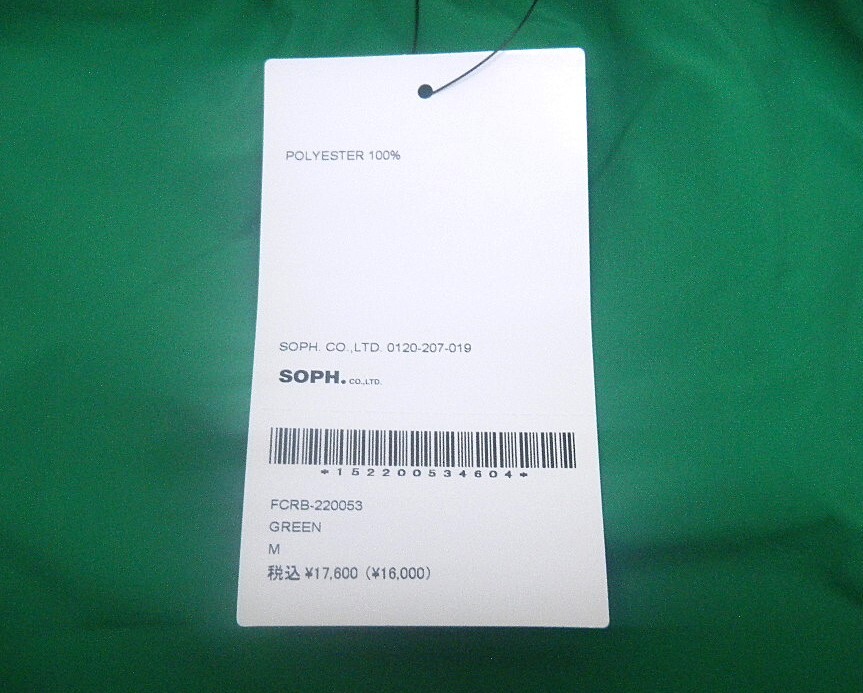 POLYESTER 100%
SOPH. CO.,LTD. 0120-207-019
SOPH. CO.,LTD.
*152200534604*
FCRB-220053
GREEN
M
税込 ¥17,600 (¥16,000)